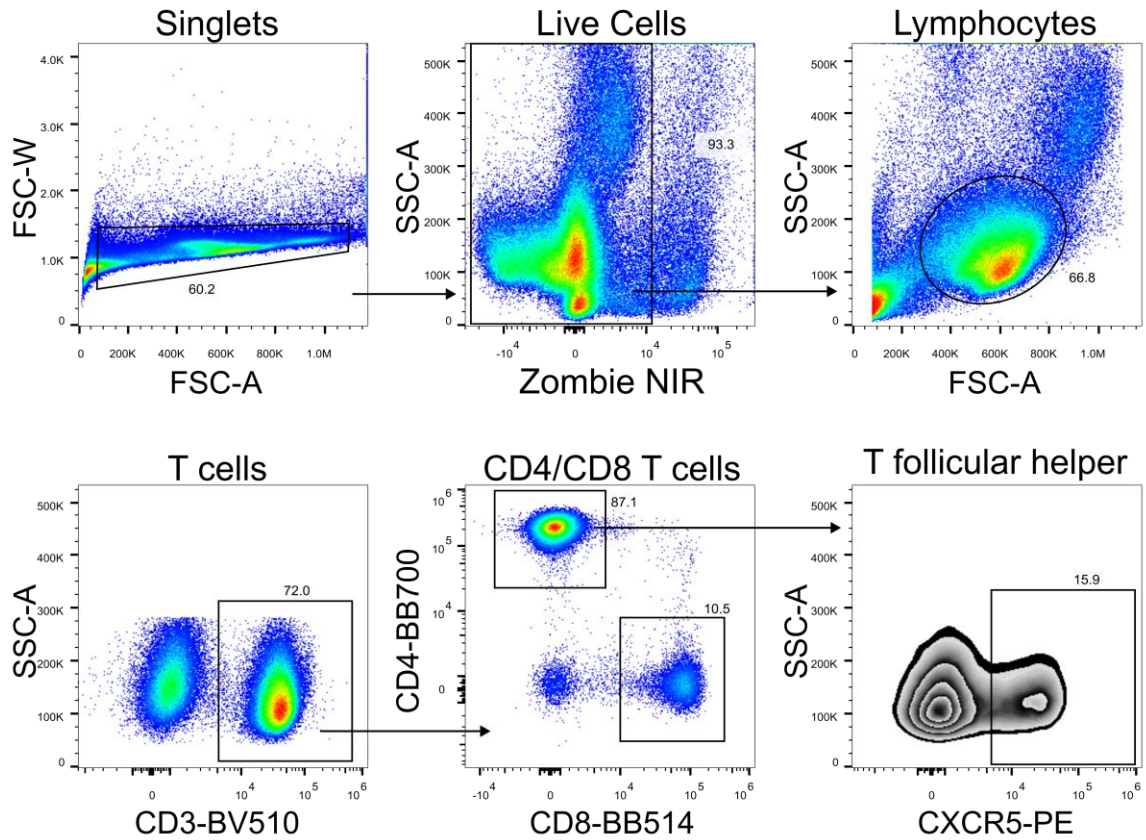 Singlets
Live Cells
Lymphocytes
FSC-W
4.0K
3.0K
2.0K
1.0K
0
60.2
0 200K 400K 600K 800K 1.0M
FSC-A
SSC-A
500K
400K
300K
200K
100K
0
93.3
-10^4 0 10^4 10^5
Zombie NIR
SSC-A
500K
400K
300K
200K
100K
0
66.8
0 200K 400K 600K 800K 1.0M
FSC-A
T cells
CD4/CD8 T cells
T follicular helper
SSC-A
500K
400K
300K
200K
100K
0
72.0
0 10^4 10^5 10^6
CD3-BV510
CD4-BB700
10^6
10^5
10^4
0
87.1
10.5
-10^4 0 10^4 10^5 10^6
CD8-BB514
SSC-A
500K
400K
300K
200K
100K
0
15.9
0 10^4 10^5 10^6
CXCR5-PE